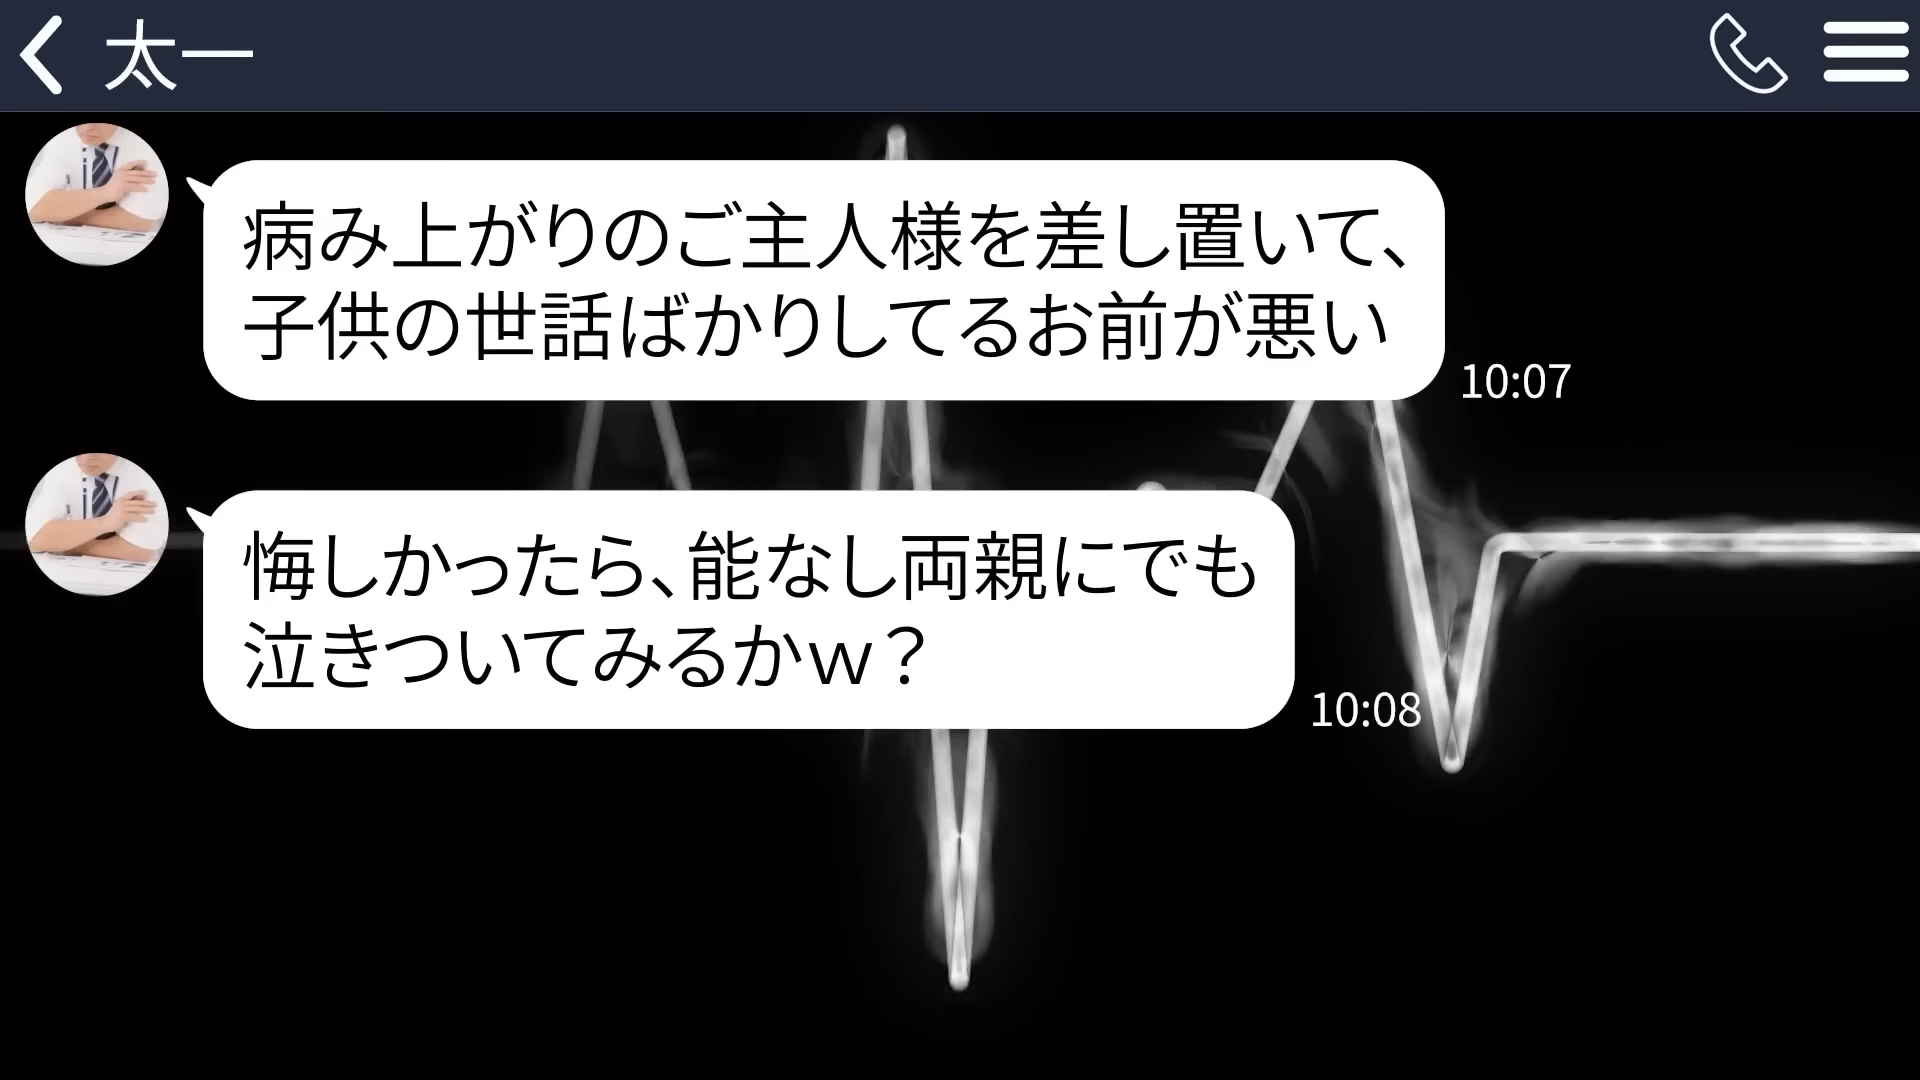 太一
病み上がりのご主人様を差し置いて、
子供の世話ばかりしてるお前が悪い
10:07
悔しかったら、能なし両親にでも
泣きついてみるかｗ？
10:08